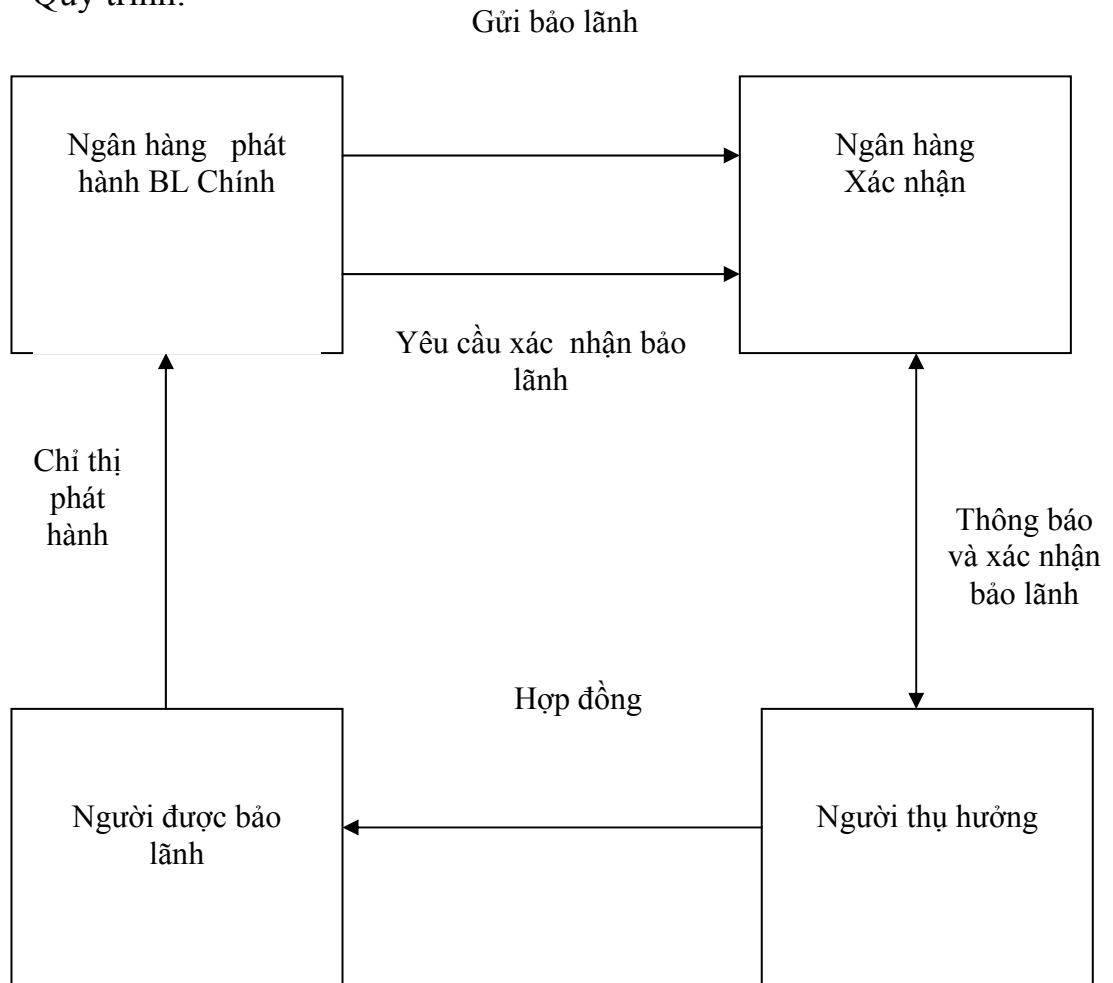 Quy trình:
Gửi bảo lãnh
Ngân hàng phát
hành BL Chính
Ngân hàng
Xác nhận
Yêu cầu xác nhận bảo
lãnh
Chỉ thị
phát
hành
Thông báo
và xác nhận
bảo lãnh
Hợp đồng
Người được bảo
lãnh
Người thụ hưởng